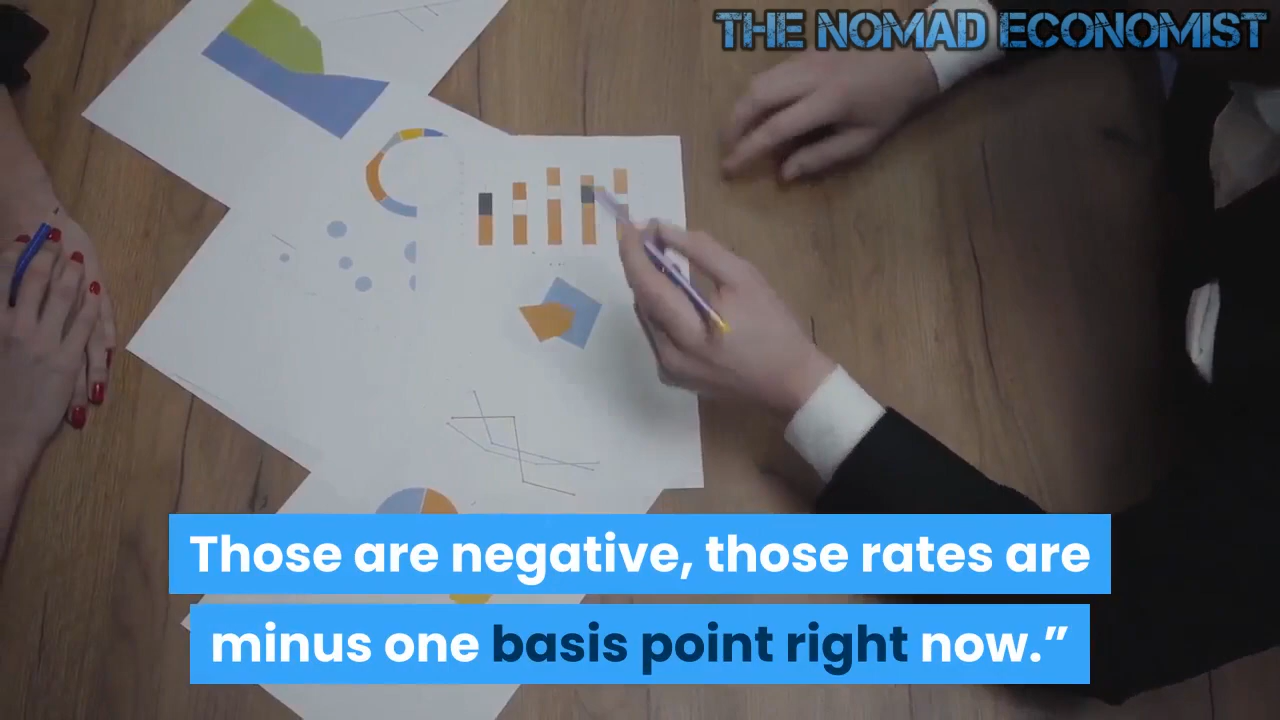 THE NOMAD ECONOMIST
Those are negative, those rates are
minus one basis point right now.”